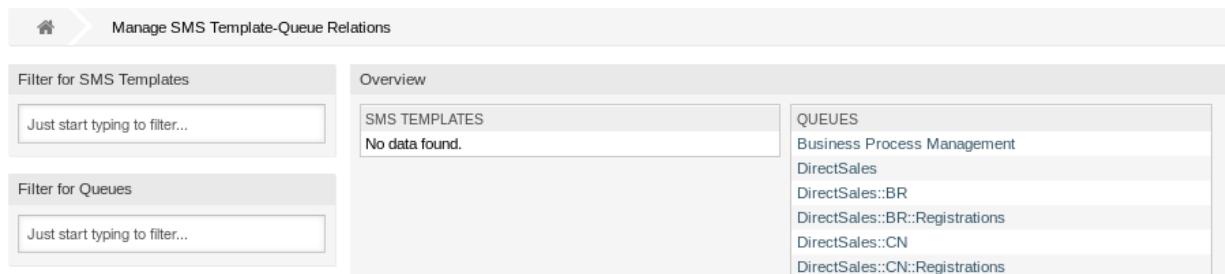 Manage SMS Template-Queue Relations
Filter for SMS Templates
Just start typing to filter...
Filter for Queues
Just start typing to filter...
Overview
SMS TEMPLATES
No data found.
QUEUES
Business Process Management
DirectSales
DirectSales::BR
DirectSales::BR::Registrations
DirectSales::CN
DirectSales::CN::Registrations